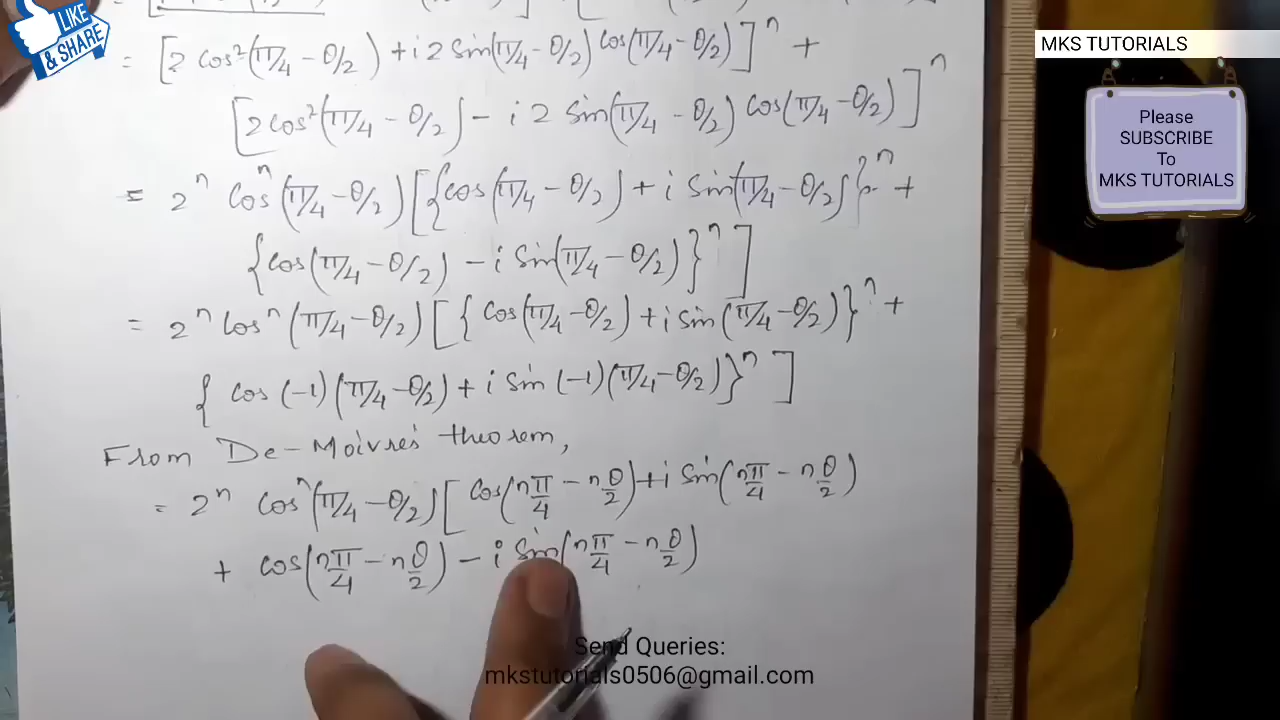 LIKE
& SHARE
= [2 cos²(π/4 - θ/2) + i 2 Sin(π/4 - θ/2) cos(π/4 - θ/2)]ⁿ +
[2cos²(π/4 - θ/2) - i 2 Sin(π/4 - θ/2) cos(π/4 - θ/2)]ⁿ
= 2ⁿ cosⁿ(π/4 - θ/2) [{cos(π/4 - θ/2) + i Sin(π/4 - θ/2)}ⁿ +
{cos(π/4 - θ/2) - i Sin(π/4 - θ/2)}ⁿ]
= 2ⁿ cosⁿ(π/4 - θ/2) [{cos(π/4 - θ/2) + i Sin(π/4 - θ/2)}ⁿ +
{cos(-1)(π/4 - θ/2) + i Sin(-1)(π/4 - θ/2)}ⁿ]
From De-Moivre's theorem,
= 2ⁿ cosⁿ(π/4 - θ/2) [cos(nπ/4 - nθ/2) + i Sin(nπ/4 - nθ/2)
+ cos(nπ/4 - nθ/2) - i Sin(nπ/4 - nθ/2)
MKS TUTORIALS
Please
SUBSCRIBE
To
MKS TUTORIALS
Send Queries:
mkstutorials0506@gmail.com